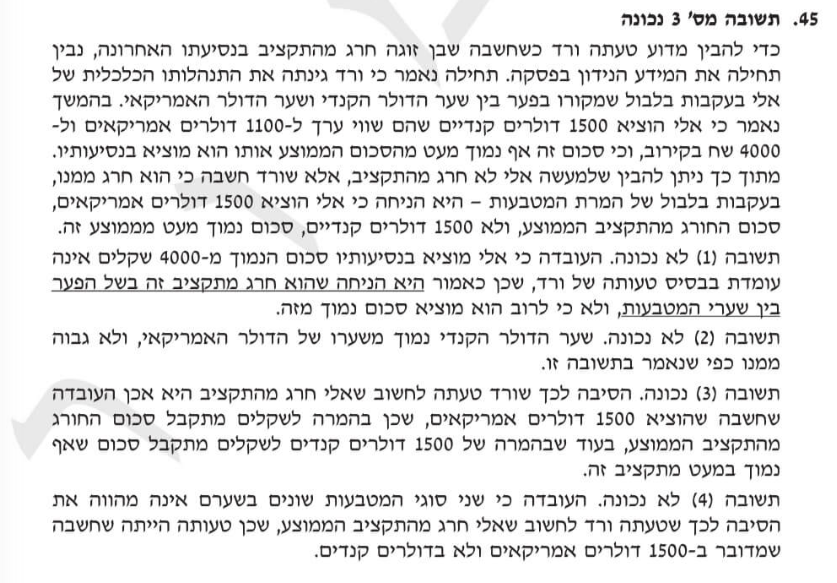 45. תשובה מס' 3 נכונה
כדי להבין מדוע טעתה ורד כשחשבה שבן זוגה חרג מהתקציב בנסיעתו האחרונה, נבין
תחילה את המידע הנידון בפסקה. תחילה נאמר כי ורד גינתה את התנהלותו הכלכלית של
אלי בעקבות בלבול שמקורו בפער בין שער הדולר הקנדי ושער הדולר האמריקאי. בהמשך
נאמר כי אלי הוציא 1500 דולרים קנדיים שהם שווי ערך ל-1100 דולרים אמריקאים ול-
4000 שח בקירוב, וכי סכום זה אף נמוך מעט מהסכום הממוצע אותו הוא מוציא בנסיעותיו.
מתוך כך ניתן להבין שלמעשה אלי לא חרג מהתקציב, אלא שורד חשבה כי הוא חרג ממנו,
בעקבות בלבול של המרת המטבעות – היא הניחה כי אלי הוציא 1500 דולרים אמריקאים,
סכום החורג מהתקציב הממוצע, ולא 1500 דולרים קנדיים, סכום נמוך מעט מממוצע זה.
תשובה (1) לא נכונה. העובדה כי אלי מוציא בנסיעותיו סכום הנמוך מ-4000 שקלים אינה
עומדת בבסיס טעותה של ורד, שכן כאמור היא הניחה שהוא חרג מתקציב זה בשל הפער
בין שערי המטבעות, ולא כי לרוב הוא מוציא סכום נמוך מזה.
תשובה (2) לא נכונה. שער הדולר הקנדי נמוך משערו של הדולר האמריקאי, ולא גבוה
ממנו כפי שנאמר בתשובה זו.
תשובה (3) נכונה. הסיבה לכך שורד טעתה לחשוב שאלי חרג מהתקציב היא אכן העובדה
שחשבה שהוציא 1500 דולרים אמריקאים, שכן בהמרה לשקלים מתקבל סכום החורג
מהתקציב הממוצע, בעוד שבהמרה של 1500 דולרים קנדים לשקלים מתקבל סכום שאף
נמוך במעט מתקציב זה.
תשובה (4) לא נכונה. העובדה כי שני סוגי המטבעות שונים בשערם אינה מהווה את
הסיבה לכך שטעתה ורד לחשוב שאלי חרג מהתקציב הממוצע, שכן טעותה הייתה שחשבה
שמדובר ב-1500 דולרים אמריקאים ולא בדולרים קנדים.